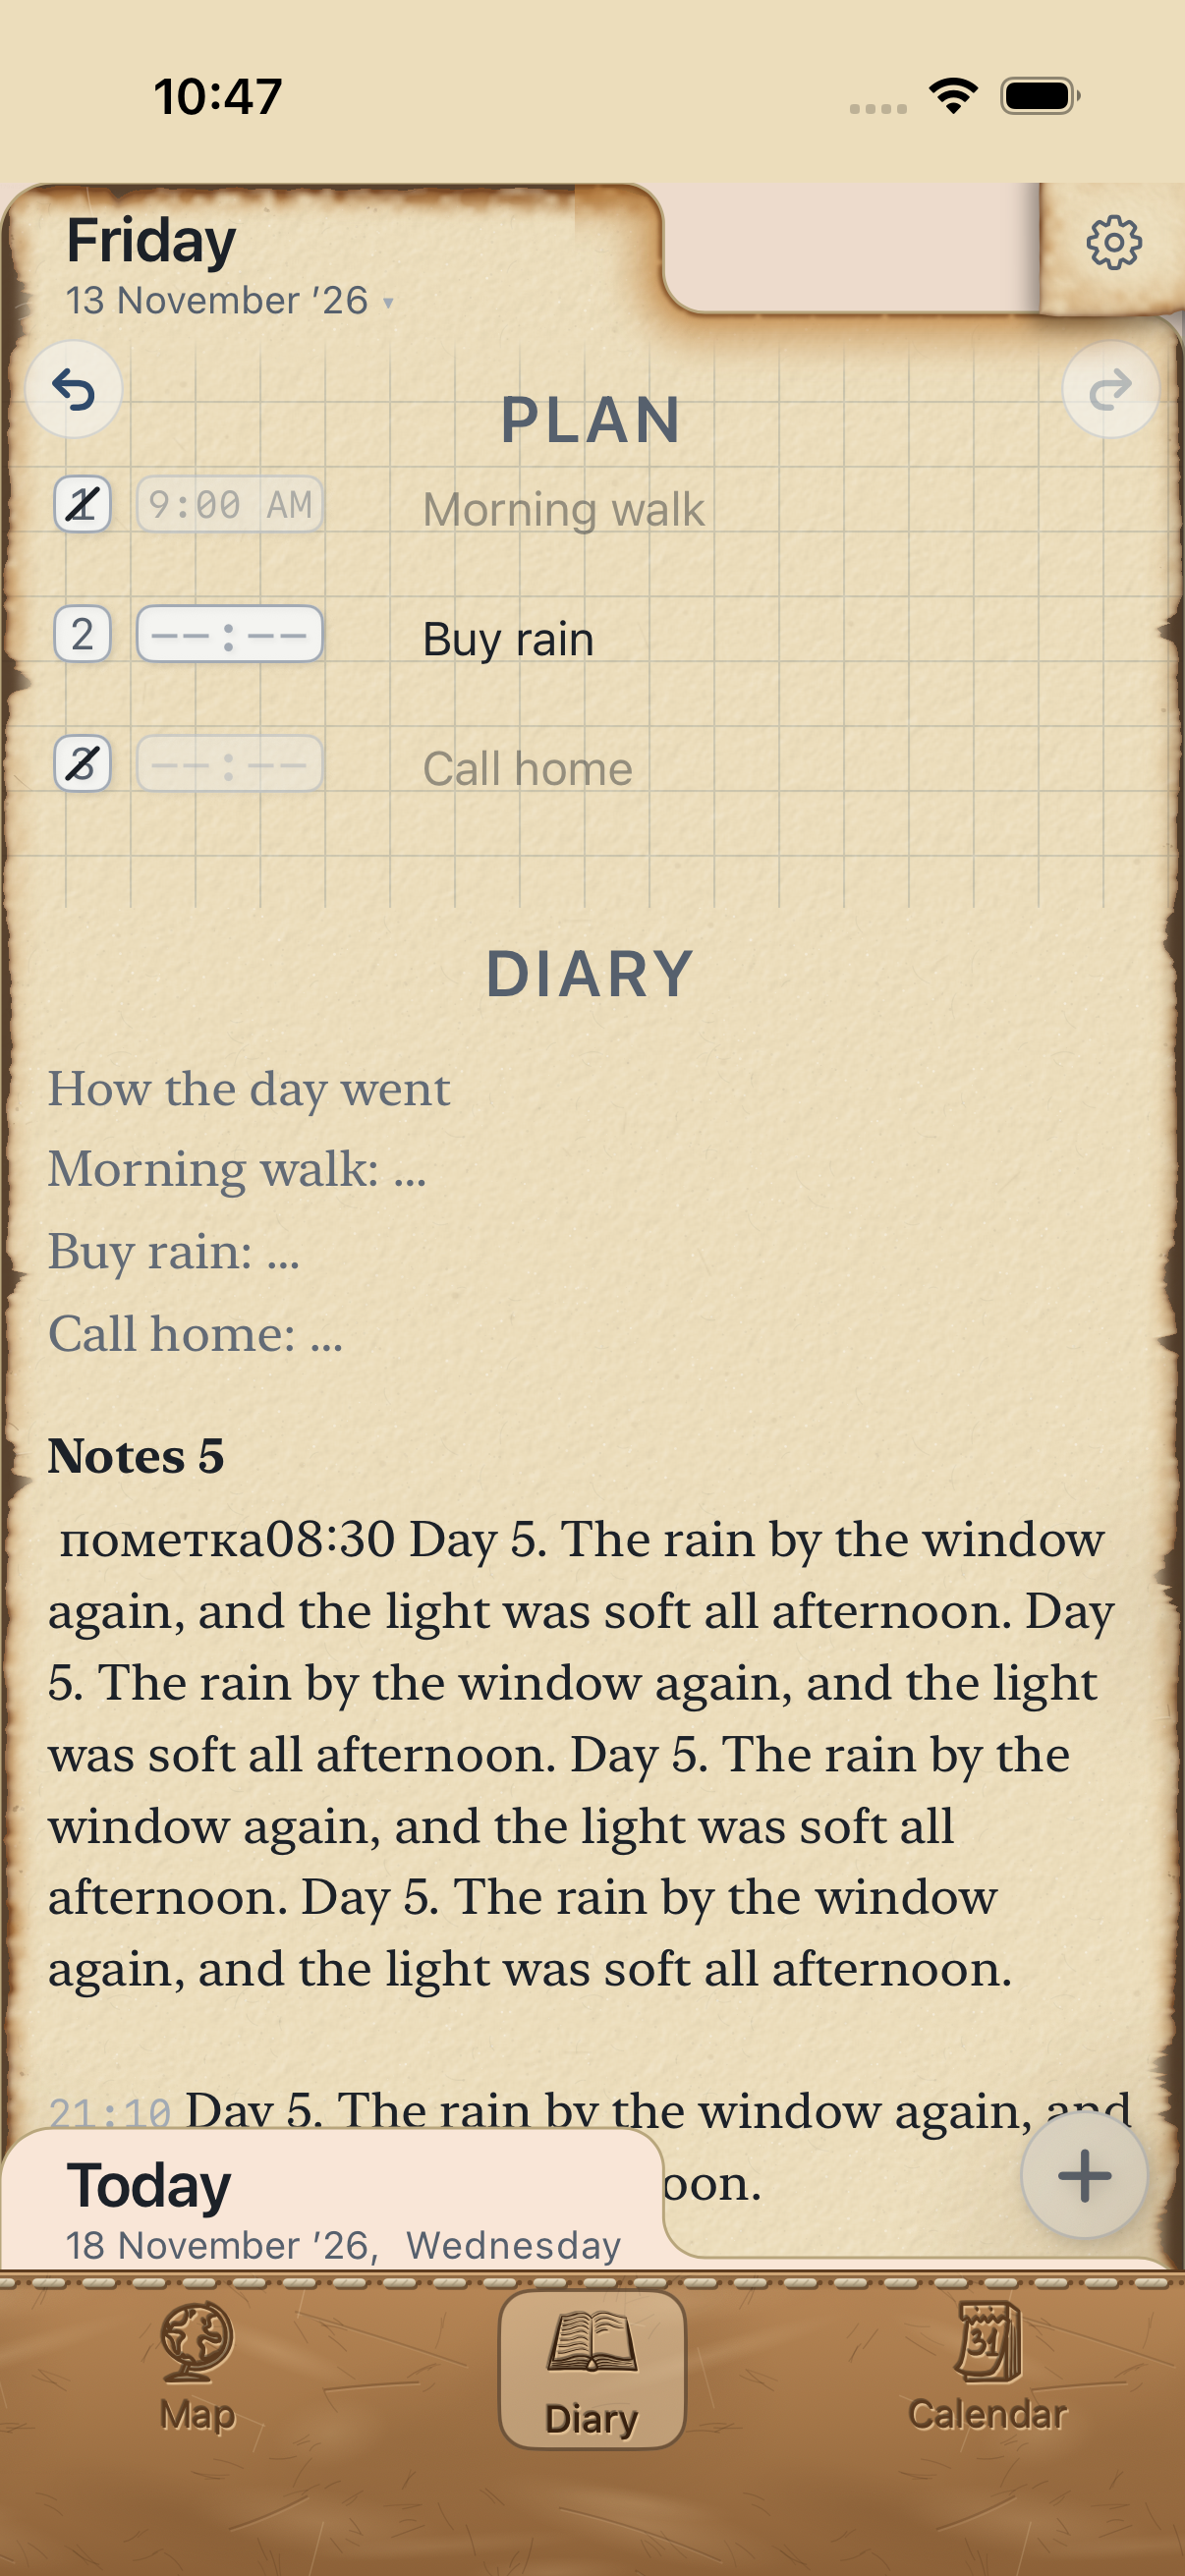 10:47
Friday
13 November ’26
PLAN
1 9:00 AM Morning walk
2 --:-- Buy rain
3 --:-- Call home
DIARY
How the day went
Morning walk: ...
Buy rain: ...
Call home: ...
Notes 5
пометка08:30 Day 5. The rain by the window
again, and the light was soft all afternoon. Day
5. The rain by the window again, and the light
was soft all afternoon. Day 5. The rain by the
window again, and the light was soft all
afternoon. Day 5. The rain by the window
again, and the light was soft all afternoon.
21:10 Day 5. The rain by the window again, and
oon.
Today
18 November ’26, Wednesday
31
Map
Diary
Calendar